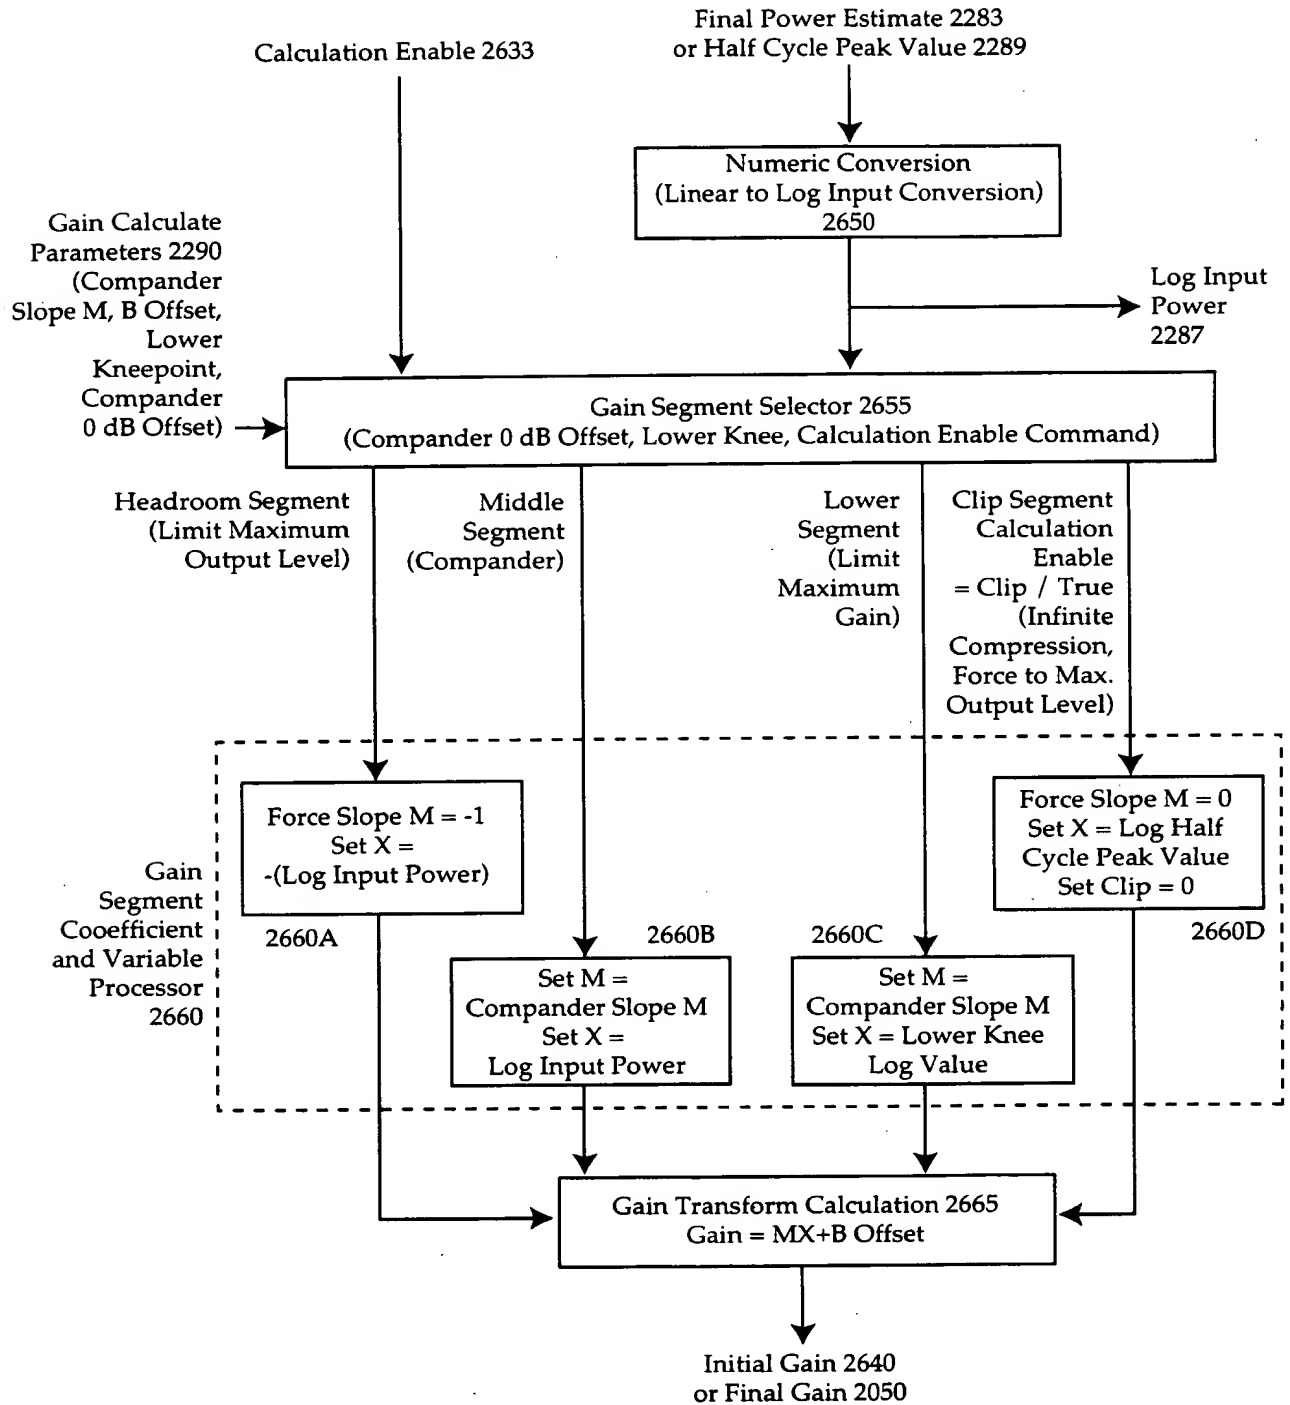 Final Power Estimate 2283
or Half Cycle Peak Value 2289
Calculation Enable 2633
Numeric Conversion
(Linear to Log Input Conversion)
2650
Gain Calculate
Parameters 2290
(Compander
Slope M, B Offset,
Lower
Kneepoint,
Compander
0 dB Offset)
Log Input
Power
2287
Gain Segment Selector 2655
(Compander 0 dB Offset, Lower Knee, Calculation Enable Command)
Headroom Segment
(Limit Maximum
Output Level)
Middle
Segment
(Compander)
Lower
Segment
(Limit
Maximum
Gain)
Clip Segment
Calculation
Enable
= Clip / True
(Infinite
Compression,
Force to Max.
Output Level)
Force Slope M = -1
Set X =
-(Log Input Power)
2660A
Force Slope M = 0
Set X = Log Half
Cycle Peak Value
Set Clip = 0
2660D
Gain
Segment
Cooefficient
and Variable
Processor
2660
2660B
Set M =
Compander Slope M
Set X =
Log Input Power
2660C
Set M =
Compander Slope M
Set X = Lower Knee
Log Value
Gain Transform Calculation 2665
Gain = MX+B Offset
Initial Gain 2640
or Final Gain 2050